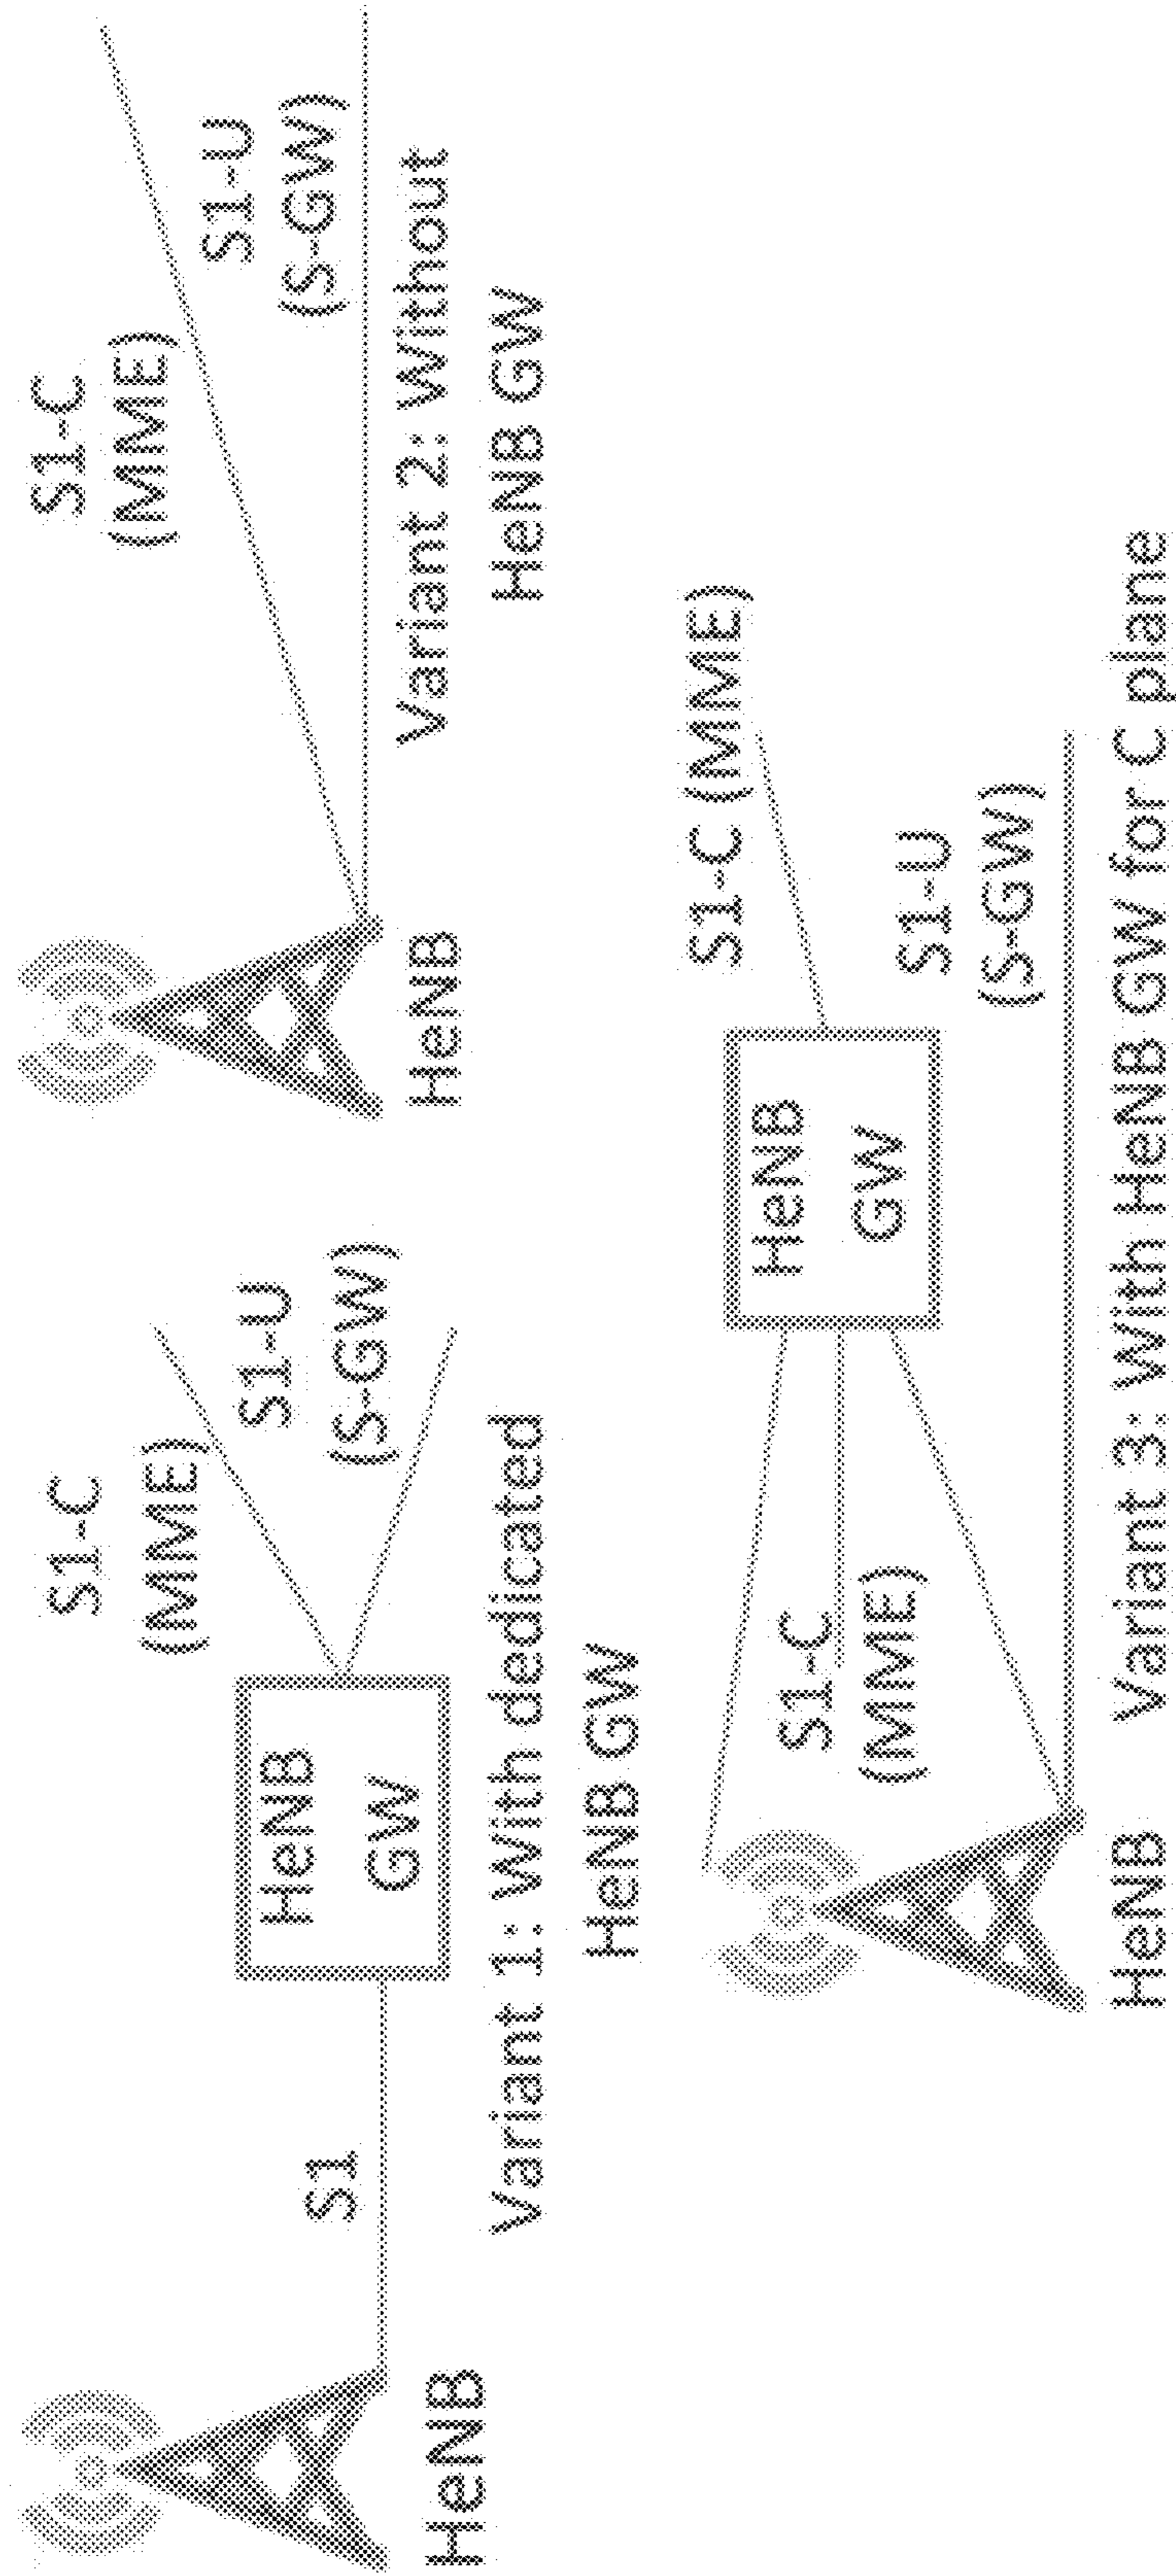 S1
HeNB
HeNB
GW
S1-C
(MME)
S1-U
(S-GW)
Variant 1: With dedicated
HeNB GW
HeNB
S1-C
(MME)
S1-U
(S-GW)
Variant 2: Without
HeNB GW
HeNB
S1-C
(MME)
HeNB
GW
S1-C (MME)
S1-U
(S-GW)
Variant 3: With HeNB GW for C plane